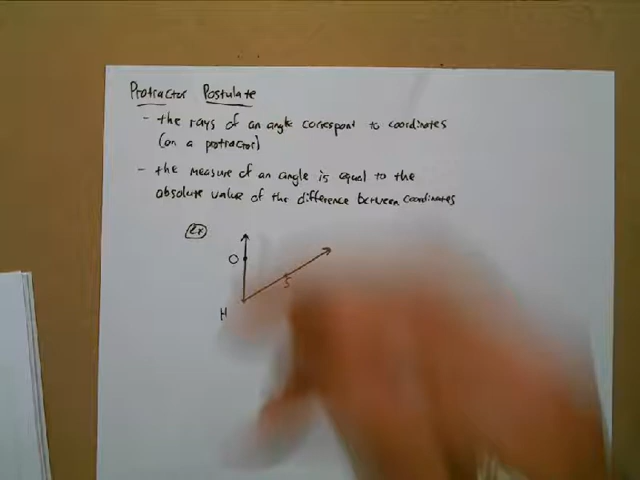 Protractor Postulate
- the rays of an angle correspont to coordinates
(on a protractor)
- the measure of an angle is equal to the
absolute value of the difference between coordinates
Ex
O
S
H